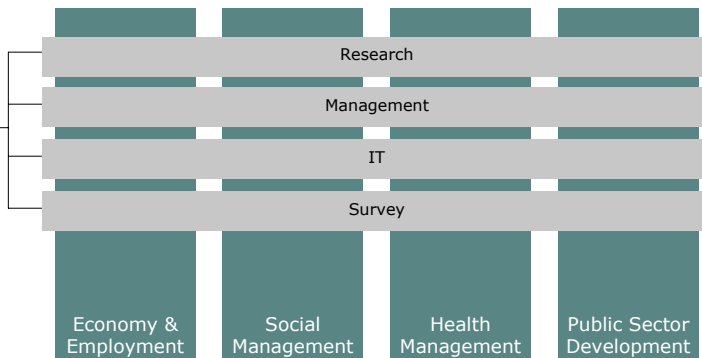 Research
Management
IT
Survey
Economy &
Employment
Social
Management
Health
Management
Public Sector
Development